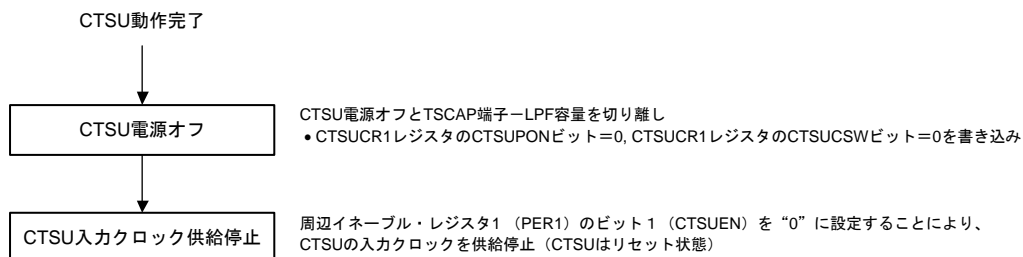 CTSU動作完了
CTSU電源オフ
CTSU電源オフとTSCAP端子－LPF容量を切り離し
• CTSUCR1レジスタのCTSUPONビット＝0, CTSUCR1レジスタのCTSUCSWビット＝0を書き込み
CTSU入力クロック供給停止
周辺イネーブル・レジスタ1 （PER1）のビット 1 （CTSUEN）を “0” に設定することにより、
CTSUの入力クロックを供給停止（CTSUはリセット状態）